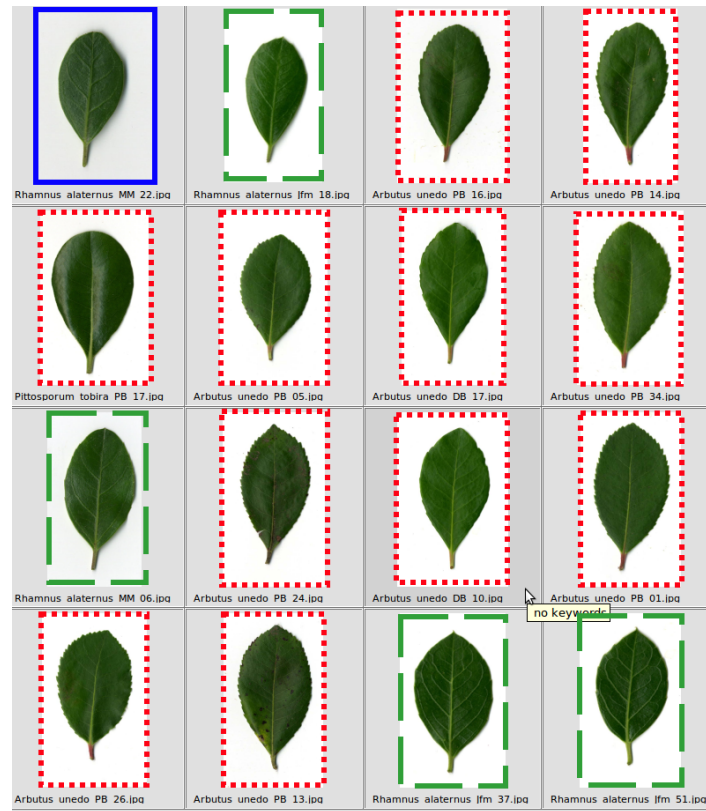 Rhamnus alaternus MM 22.jpg
Rhamnus alaternus Jfm 18.jpg
Arbutus unedo PB 16.jpg
Arbutus unedo PB 14.jpg
Pittosporum tobira PB 17.jpg
Arbutus unedo PB 05.jpg
Arbutus unedo DB 17.jpg
Arbutus unedo PB 34.jpg
Rhamnus alaternus MM 06.jpg
Arbutus unedo PB 24.jpg
Arbutus unedo DB 10.jpg
Arbutus unedo PB 01.jpg
no keywords
Arbutus unedo PB 26.jpg
Arbutus unedo PB 13.jpg
Rhamnus alaternus Jfm 37.jpg
Rhamnus alaternus Jfm 51.jpg